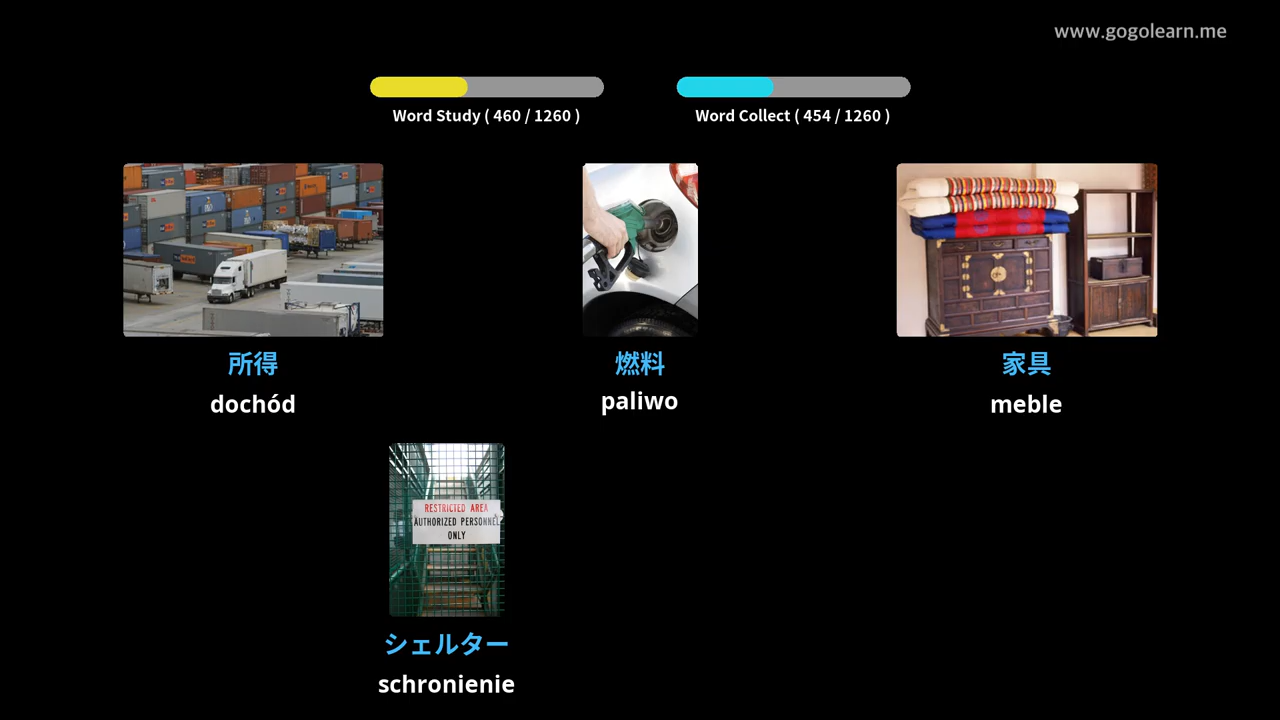 www.gogolearn.me
Word Study ( 460 / 1260 )
Word Collect ( 454 / 1260 )
所得
dochód
燃料
paliwo
家具
meble
RESTRICTED AREA
AUTHORIZED PERSONNEL
ONLY
シェルター
schronienie